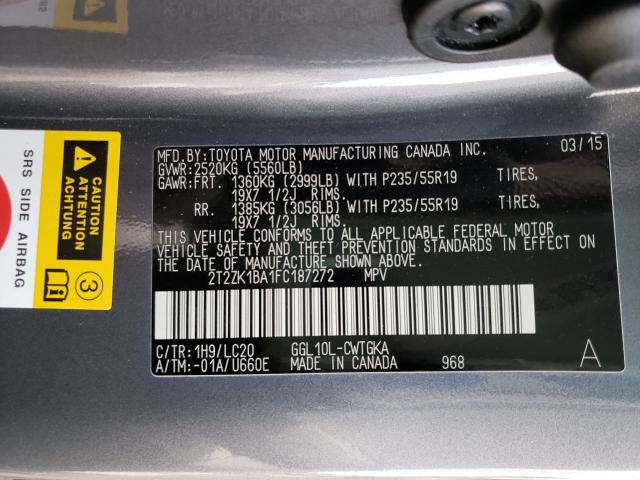 MFD.BY:TOYOTA MOTOR MANUFACTURING CANADA INC. 03/15
GVWR:2520KG (5560LB)
GAWR:FRT. 1360KG (2999LB) WITH P235/55R19 TIRES,
19X7 1/2J RIMS.
RR. 1385KG (3056LB) WITH P235/55R19 TIRES,
19X7 1/2J RIMS.
THIS VEHICLE CONFORMS TO ALL APPLICABLE FEDERAL MOTOR
VEHICLE SAFETY AND THEFT PREVENTION STANDARDS IN EFFECT ON
THE DATE OF MANUFACTURE SHOWN ABOVE.
2T2ZK1BA1FC187272 MPV
C/TR:1H9/LC20 GGL10L-CWTGKA
A/TM:-01A/U660E MADE IN CANADA 968 A
CAUTION
ATTENTION
3
SRS SIDE AIRBAG